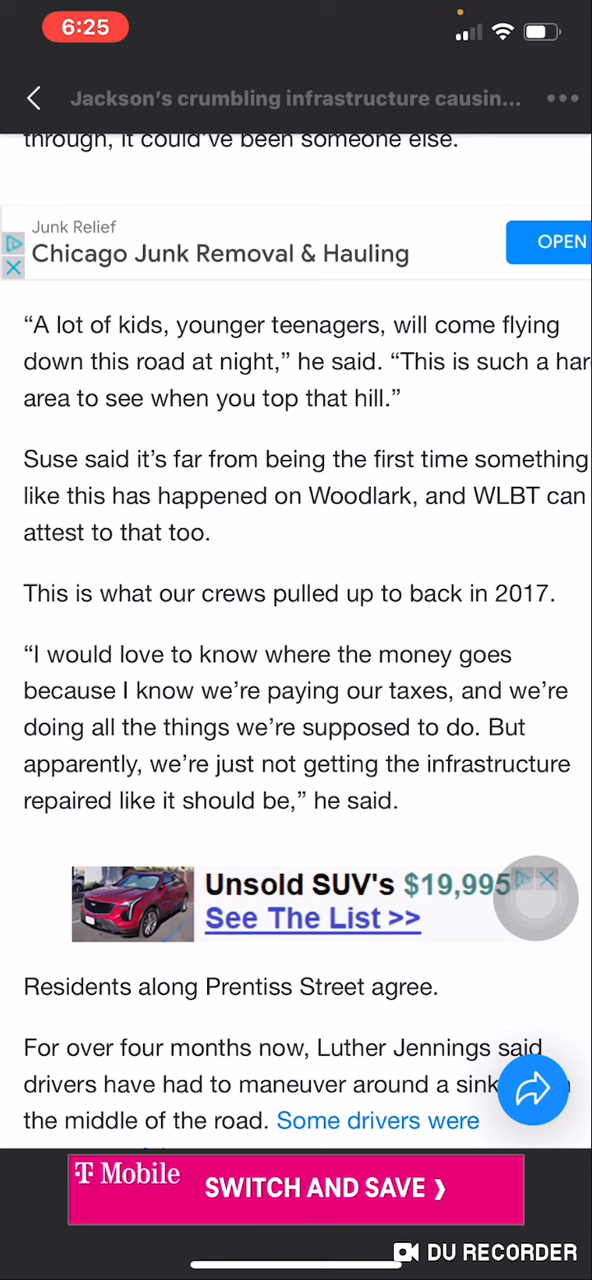 6:25
Jackson’s crumbling infrastructure causin...
through, it could’ve been someone else.
Junk Relief
Chicago Junk Removal & Hauling
OPEN
“A lot of kids, younger teenagers, will come flying
down this road at night,” he said. “This is such a
area to see when you top that hill.”
Suse said it’s far from being the first time something
like this has happened on Woodlark, and WLBT can
attest to that too.
This is what our crews pulled up to back in 2017.
“I would love to know where the money goes
because I know we’re paying our taxes, and we’re
doing all the things we’re supposed to do. But
apparently, we’re just not getting the infrastructure
repaired like it should be,” he said.
Unsold SUV's $19,995
See The List >>
Residents along Prentiss Street agree.
For over four months now, Luther Jennings said
drivers have had to maneuver around a sink
the middle of the road. Some drivers were
T Mobile
SWITCH AND SAVE ❯
DU RECORDER